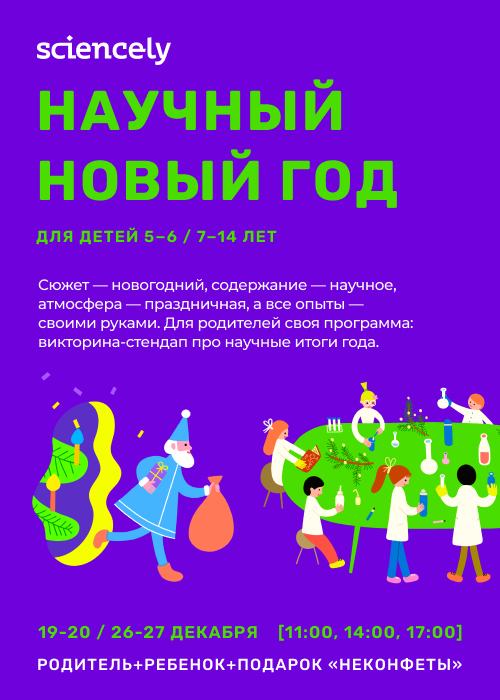 sciencely
НАУЧНЫЙ
НОВЫЙ ГОД
ДЛЯ ДЕТЕЙ 5–6 / 7–14 ЛЕТ
Сюжет — новогодний, содержание — научное,
атмосфера — праздничная, а все опыты —
своими руками. Для родителей своя программа:
викторина-стендап про научные итоги года.
19-20 / 26-27 ДЕКАБРЯ [11:00, 14:00, 17:00]
РОДИТЕЛЬ+РЕБЕНОК+ПОДАРОК «НЕКОНФЕТЫ»